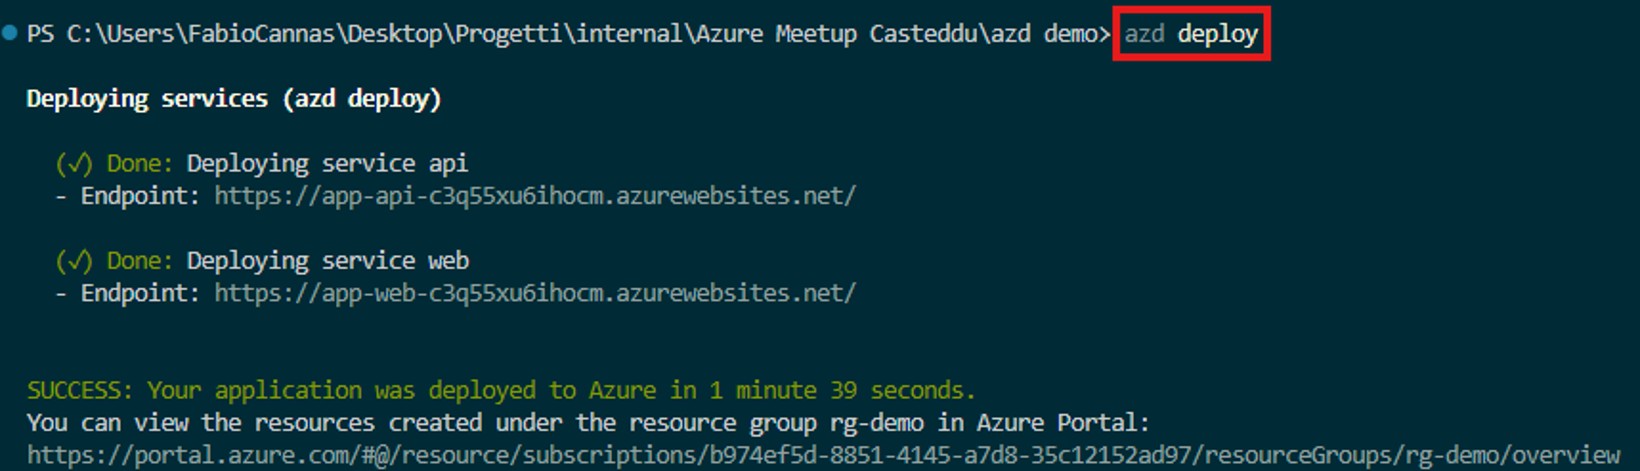 PS C:\Users\FabioCannas\Desktop\Progetti\internal\Azure Meetup Casteddu\azd demo> azd deploy
Deploying services (azd deploy)
(✓) Done: Deploying service api
- Endpoint: https://app-api-c3q55xu6ihocm.azurewebsites.net/
(✓) Done: Deploying service web
- Endpoint: https://app-web-c3q55xu6ihocm.azurewebsites.net/
SUCCESS: Your application was deployed to Azure in 1 minute 39 seconds.
You can view the resources created under the resource group rg-demo in Azure Portal:
https://portal.azure.com/#@/resource/subscriptions/b974ef5d-8851-4145-a7d8-35c12152ad97/resourceGroups/rg-demo/overview